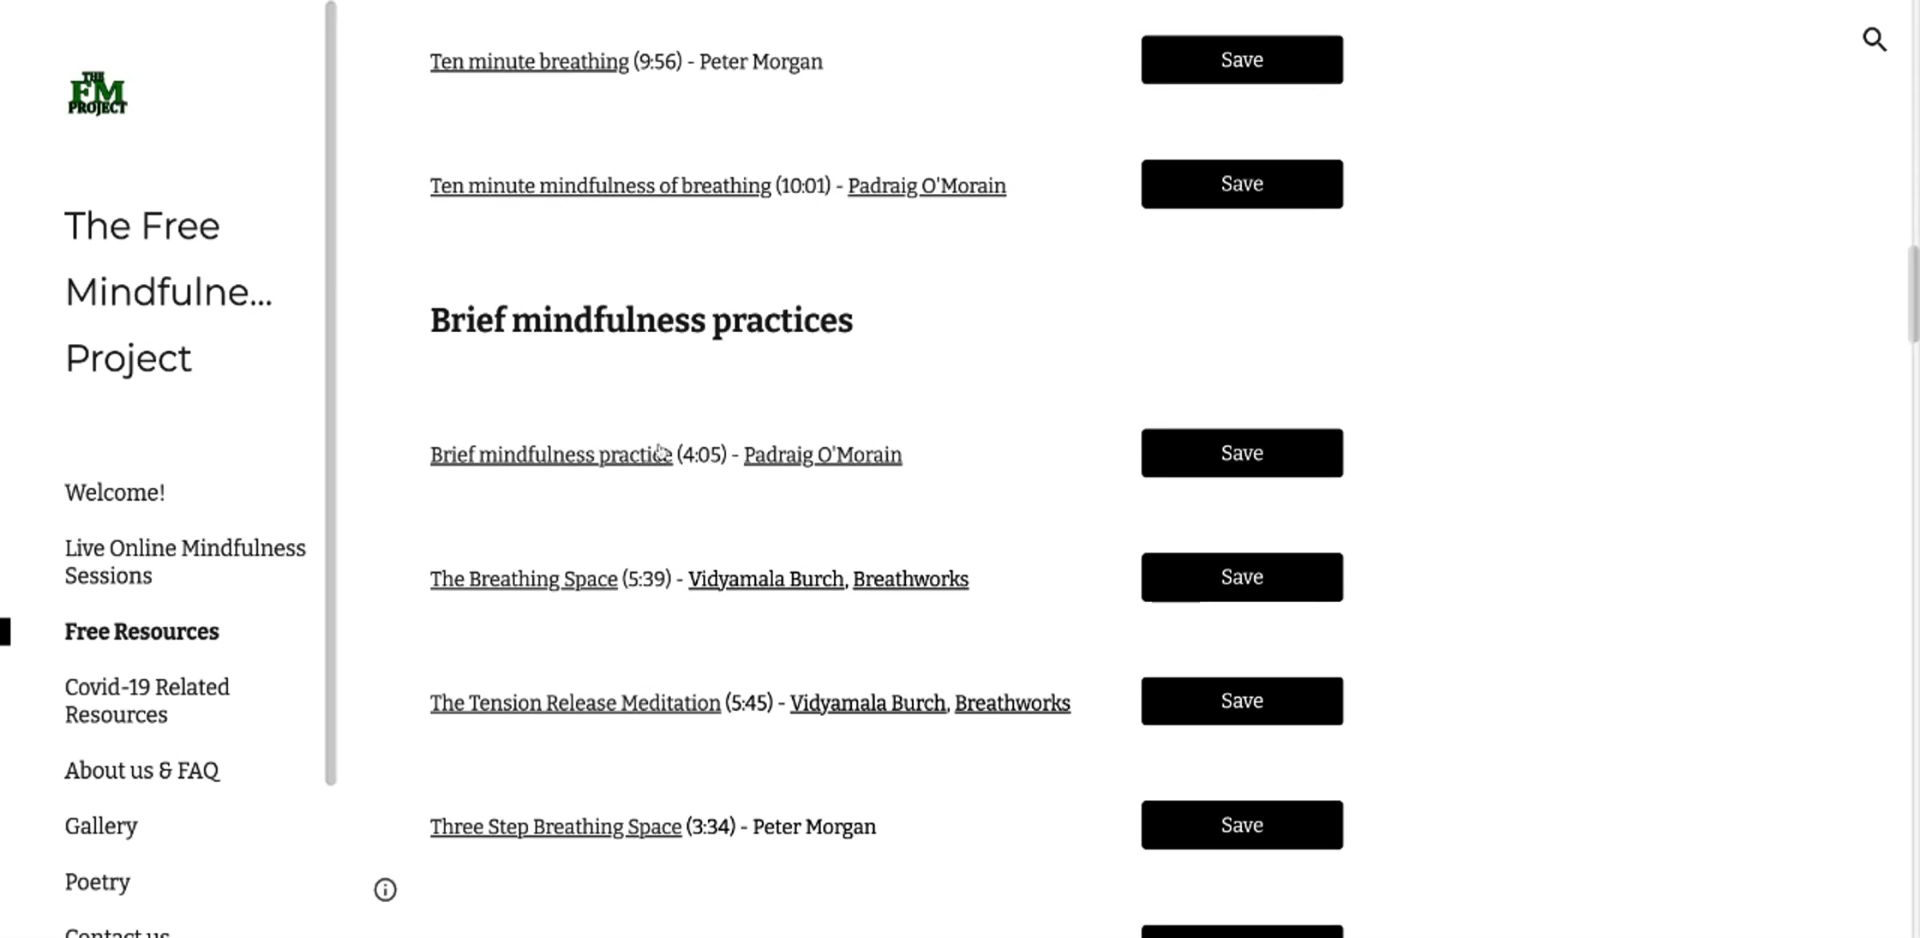 THE
FM
PROJECT
The Free
Mindfulne...
Project
Welcome!
Live Online Mindfulness
Sessions
Free Resources
Covid-19 Related
Resources
About us & FAQ
Gallery
Poetry
Contact us
Ten minute breathing (9:56) - Peter Morgan
Save
Ten minute mindfulness of breathing (10:01) - Padraig O'Morain
Save
Brief mindfulness practices
Brief mindfulness practice (4:05) - Padraig O'Morain
Save
The Breathing Space (5:39) - Vidyamala Burch, Breathworks
Save
The Tension Release Meditation (5:45) - Vidyamala Burch, Breathworks
Save
Three Step Breathing Space (3:34) - Peter Morgan
Save